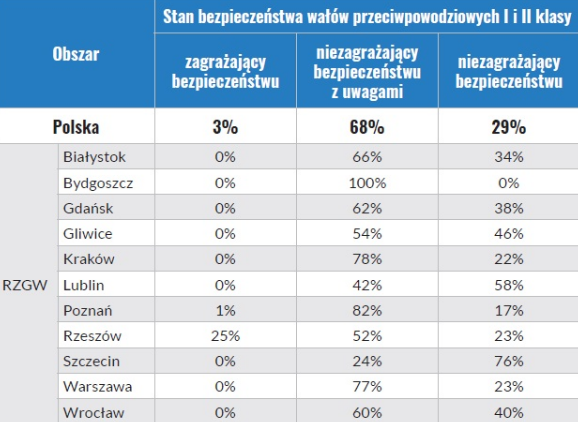 Obszar
Stan bezpieczeństwa wałów przeciwpowodziowych I i II klasy
zagrażający
bezpieczeństwu
niezagrażający
bezpieczeństwu
z uwagami
niezagrażający
bezpieczeństwu
Polska 3% 68% 29%
RZGW
Białystok 0% 66% 34%
Bydgoszcz 0% 100% 0%
Gdańsk 0% 62% 38%
Gliwice 0% 54% 46%
Kraków 0% 78% 22%
Lublin 0% 42% 58%
Poznań 1% 82% 17%
Rzeszów 25% 52% 23%
Szczecin 0% 24% 76%
Warszawa 0% 77% 23%
Wrocław 0% 60% 40%